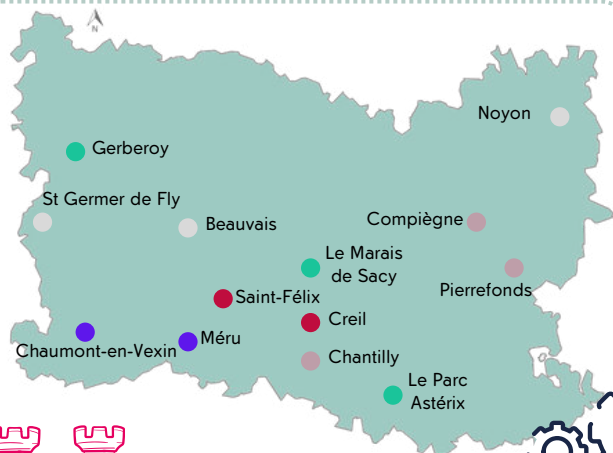 N
Noyon
Gerberoy
St Germer de Fly
Beauvais
Compiègne
Le Marais
de Sacy
Pierrefonds
Saint-Félix
Creil
Méru
Chaumont-en-Vexin
Chantilly
Le Parc
Astérix